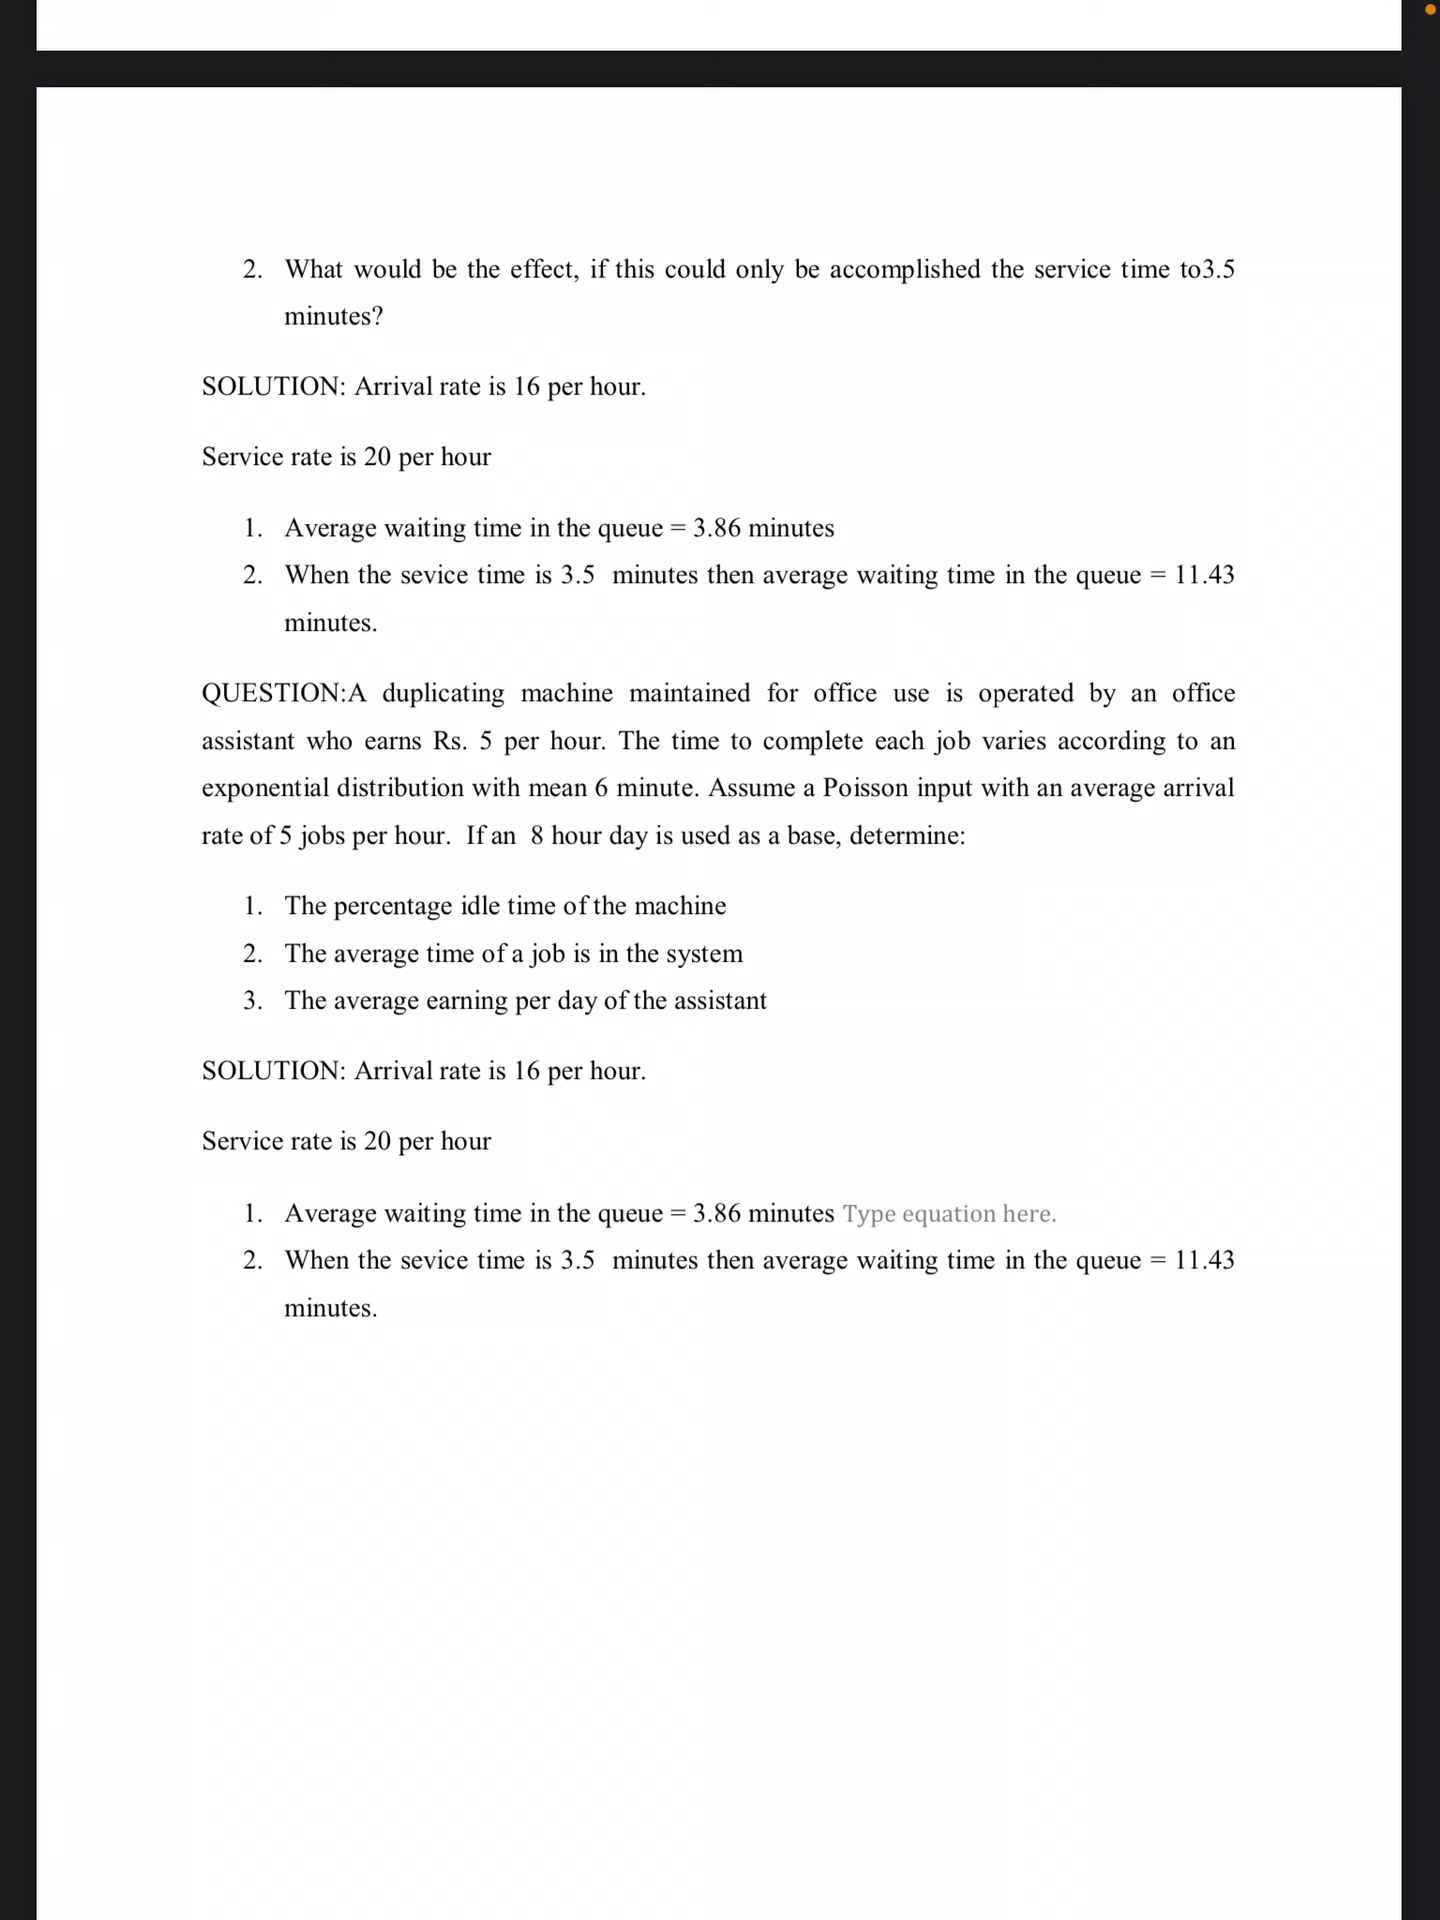 2. What would be the effect, if this could only be accomplished the service time to3.5
minutes?
SOLUTION: Arrival rate is 16 per hour.
Service rate is 20 per hour
1. Average waiting time in the queue = 3.86 minutes
2. When the sevice time is 3.5 minutes then average waiting time in the queue = 11.43
minutes.
QUESTION:A duplicating machine maintained for office use is operated by an office
assistant who earns Rs. 5 per hour. The time to complete each job varies according to an
exponential distribution with mean 6 minute. Assume a Poisson input with an average arrival
rate of 5 jobs per hour. If an 8 hour day is used as a base, determine:
1. The percentage idle time of the machine
2. The average time of a job is in the system
3. The average earning per day of the assistant
SOLUTION: Arrival rate is 16 per hour.
Service rate is 20 per hour
1. Average waiting time in the queue = 3.86 minutes Type equation here.
2. When the sevice time is 3.5 minutes then average waiting time in the queue = 11.43
minutes.